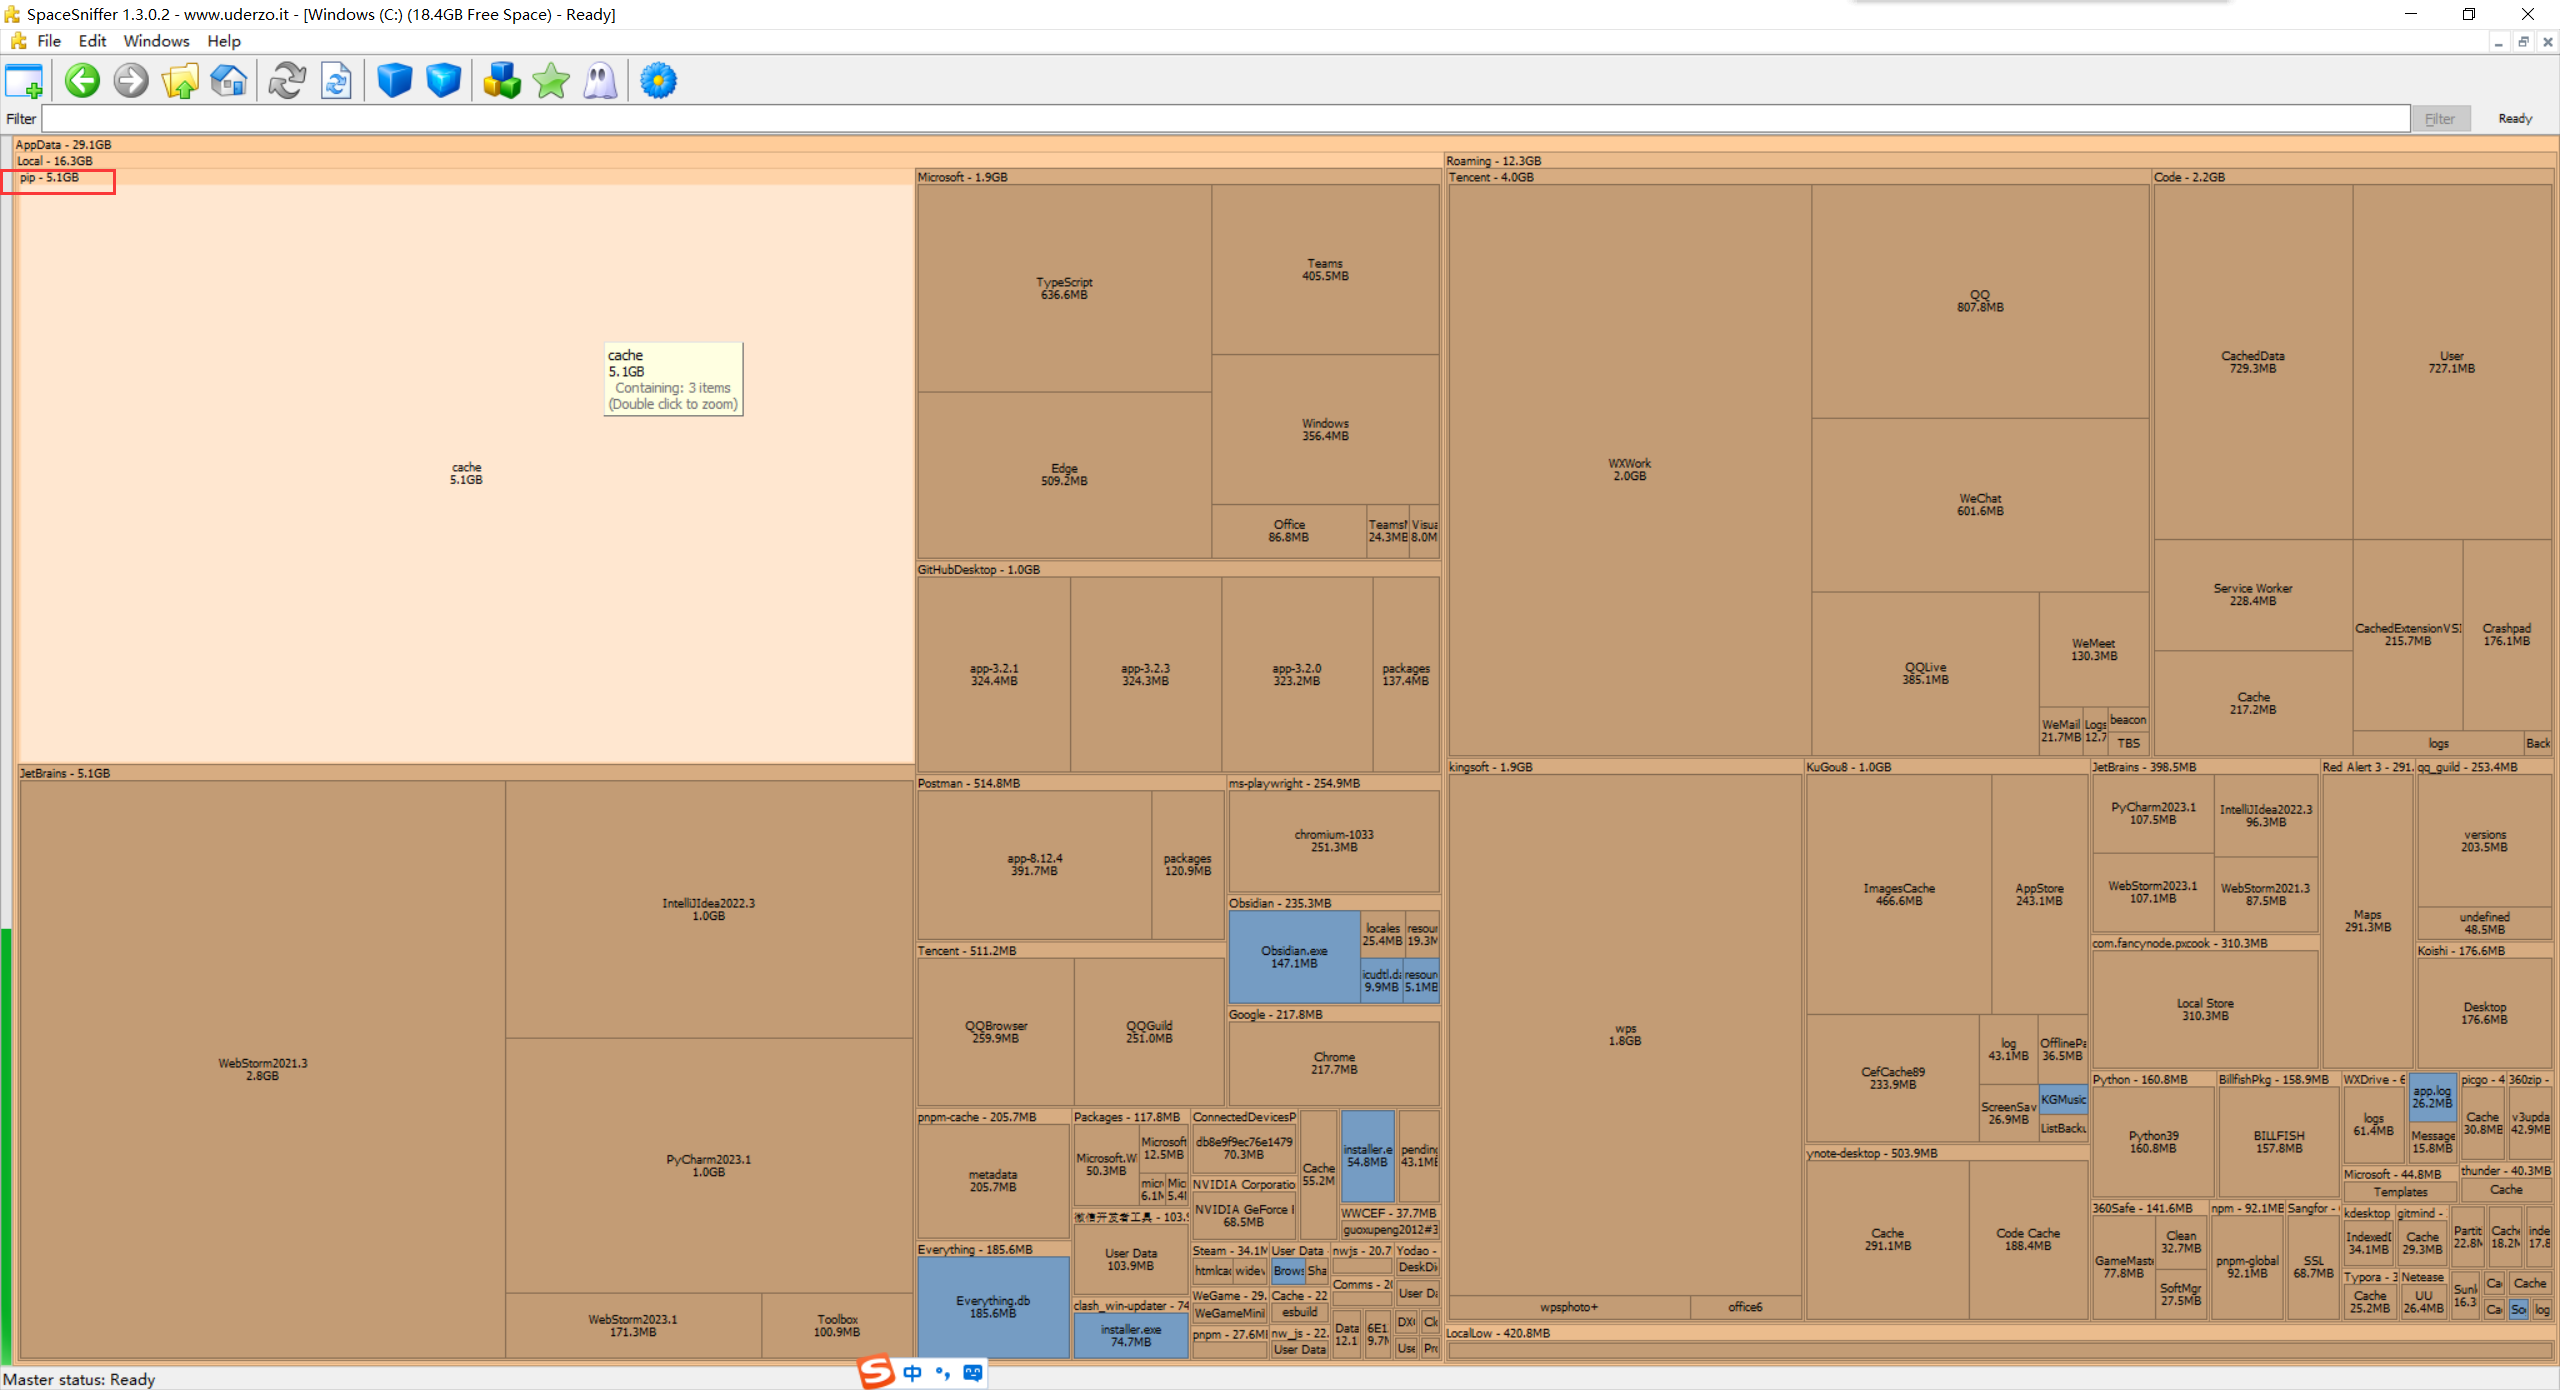 SpaceSniffer 1.3.0.2 - www.uderzo.it - [Windows (C:) (18.4GB Free Space) - Ready]
File Edit Windows Help
Filter
Filter
Ready
AppData - 29.1GB
Local - 16.3GB
pip - 5.1GB
cache
5.1GB
Containing: 3 items
(Double click to zoom)
cache
5.1GB
JetBrains - 5.1GB
WebStorm2021.3
2.8GB
IntelliJIdea2022.3
1.0GB
PyCharm2023.1
1.0GB
WebStorm2023.1
171.3MB
Toolbox
100.9MB
Microsoft - 1.9GB
TypeScript
636.6MB
Teams
405.5MB
Edge
509.2MB
Windows
356.4MB
Office
86.8MB
24.3MB
Visua
8.0M
GitHubDesktop - 1.0GB
app-3.2.1
324.4MB
app-3.2.3
324.3MB
app-3.2.0
323.2MB
packages
137.4MB
Postman - 514.8MB
app-8.12.4
391.7MB
packages
120.9MB
ms-playwright - 254.9MB
chromium-1033
251.3MB
Obsidian - 235.3MB
Obsidian.exe
147.1MB
locales
25.4MB
resour
19.3M
icudtl.da
9.9MB
resour
5.1MB
Tencent - 511.2MB
QQBrowser
259.9MB
QQGuild
251.0MB
Google - 217.8MB
Chrome
217.7MB
pnpm-cache - 205.7MB
metadata
205.7MB
Packages - 117.8MB
Microsoft.W
50.3MB
Microsoft
12.5MB
micr
6.1M
Mic
5.4M
微信开发者工具 - 103.9
User Data
103.9MB
clash_win-updater - 74
installer.exe
74.7MB
Everything - 185.6MB
Everything.db
185.6MB
ConnectedDevicesP
db8e9f9ec76e1479
70.3MB
NVIDIA Corporatio
NVIDIA GeForce
68.5MB
Cache
55.2M
installer.e
54.8MB
pending
43.1ME
WWCEF - 37.7MB
guoxupeng2012#3
Steam - 34.1M
htmlcac
widev
User Data
Brows
Sha
nwjs - 20.7
Yodao -
DeskDi
WeGame - 29.
WeGameMini
Cache - 22
esbuild
Comms - 20
User Da
pnpm - 27.6M
nw_js - 22.
User Data
Data
12.1
6E1
9.7M
DX
Use
Pro
Roaming - 12.3GB
Tencent - 4.0GB
WXWork
2.0GB
QQ
807.8MB
WeChat
601.6MB
QQLive
385.1MB
WeMeet
130.3MB
WeMail
21.7MB
Logs
12.7
beacon
TBS
Code - 2.2GB
CachedData
729.3MB
User
727.1MB
Service Worker
228.4MB
CachedExtensionVSI
215.7MB
Crashpad
176.1MB
Cache
217.2MB
logs
Back
kingsoft - 1.9GB
wps
1.8GB
wpsphoto+
office6
KuGou8 - 1.0GB
ImagesCache
466.6MB
AppStore
243.1MB
CefCache89
233.9MB
log
43.1MB
OfflinePa
36.5MB
ScreenSav
26.9MB
KGMusic
ListBacku
ynote-desktop - 503.9MB
Cache
291.1MB
Code Cache
188.4MB
JetBrains - 398.5MB
PyCharm2023.1
107.5MB
IntelliJIdea2022.3
96.3MB
WebStorm2023.1
107.1MB
WebStorm2021.3
87.5MB
Red Alert 3 - 291.
Maps
291.3MB
qq_guild - 253.4MB
versions
203.5MB
undefined
48.5MB
com.fancynode.pxcook - 310.3MB
Local Store
310.3MB
Koishi - 176.6MB
Desktop
176.6MB
Python - 160.8MB
Python39
160.8MB
BillfishPkg - 158.9MB
BILLFISH
157.8MB
WXDrive - 6
logs
61.4MB
app.log
26.2MB
Message
15.8MB
picgo - 4
Cache
30.8MB
360zip -
v3upda
42.9MB
Microsoft - 44.8MB
Templates
thunder - 40.3MB
Cache
360Safe - 141.6MB
GameMast
77.8MB
Clean
32.7MB
SoftMgr
27.5MB
npm - 92.1MB
pnpm-global
92.1MB
Sangfor -
SSL
68.7MB
kdesktop
IndexedD
34.1MB
gitmind -
Cache
29.3MB
Partit
22.8M
Cach
18.2M
inde
17.8
Typora - 3
Cache
25.2MB
Netease
UU
26.4MB
Sunl
16.3
Ca
Cache
Ca
So
log
LocalLow - 420.8MB
Master status: Ready
S 中